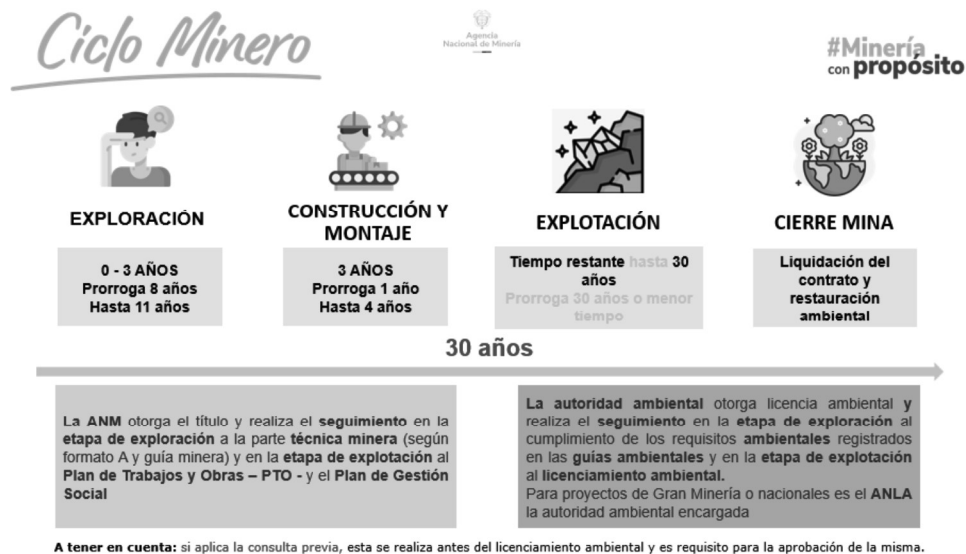 Ciclo Minero
Agencia
Nacional de Minería
#Minería
con propósito
EXPLORACIÓN
0 - 3 AÑOS
Prorroga 8 años
Hasta 11 años
CONSTRUCCIÓN Y
MONTAJE
3 AÑOS
Prorroga 1 año
Hasta 4 años
EXPLOTACIÓN
Tiempo restante hasta 30
años
Prorroga 30 años o menor
tiempo
CIERRE MINA
Liquidación del
contrato y
restauración
ambiental
30 años
La ANM otorga el título y realiza el seguimiento en la
etapa de exploración a la parte técnica minera (según
formato A y guía minera) y en la etapa de explotación al
Plan de Trabajos y Obras – PTO - y el Plan de Gestión
Social
La autoridad ambiental otorga licencia ambiental y
realiza el seguimiento en la etapa de exploración al
cumplimiento de los requisitos ambientales registrados
en las guías ambientales y en la etapa de explotación
al licenciamiento ambiental.
Para proyectos de Gran Minería o nacionales es el ANLA
la autoridad ambiental encargada
A tener en cuenta: si aplica la consulta previa, esta se realiza antes del licenciamiento ambiental y es requisito para la aprobación de la misma.